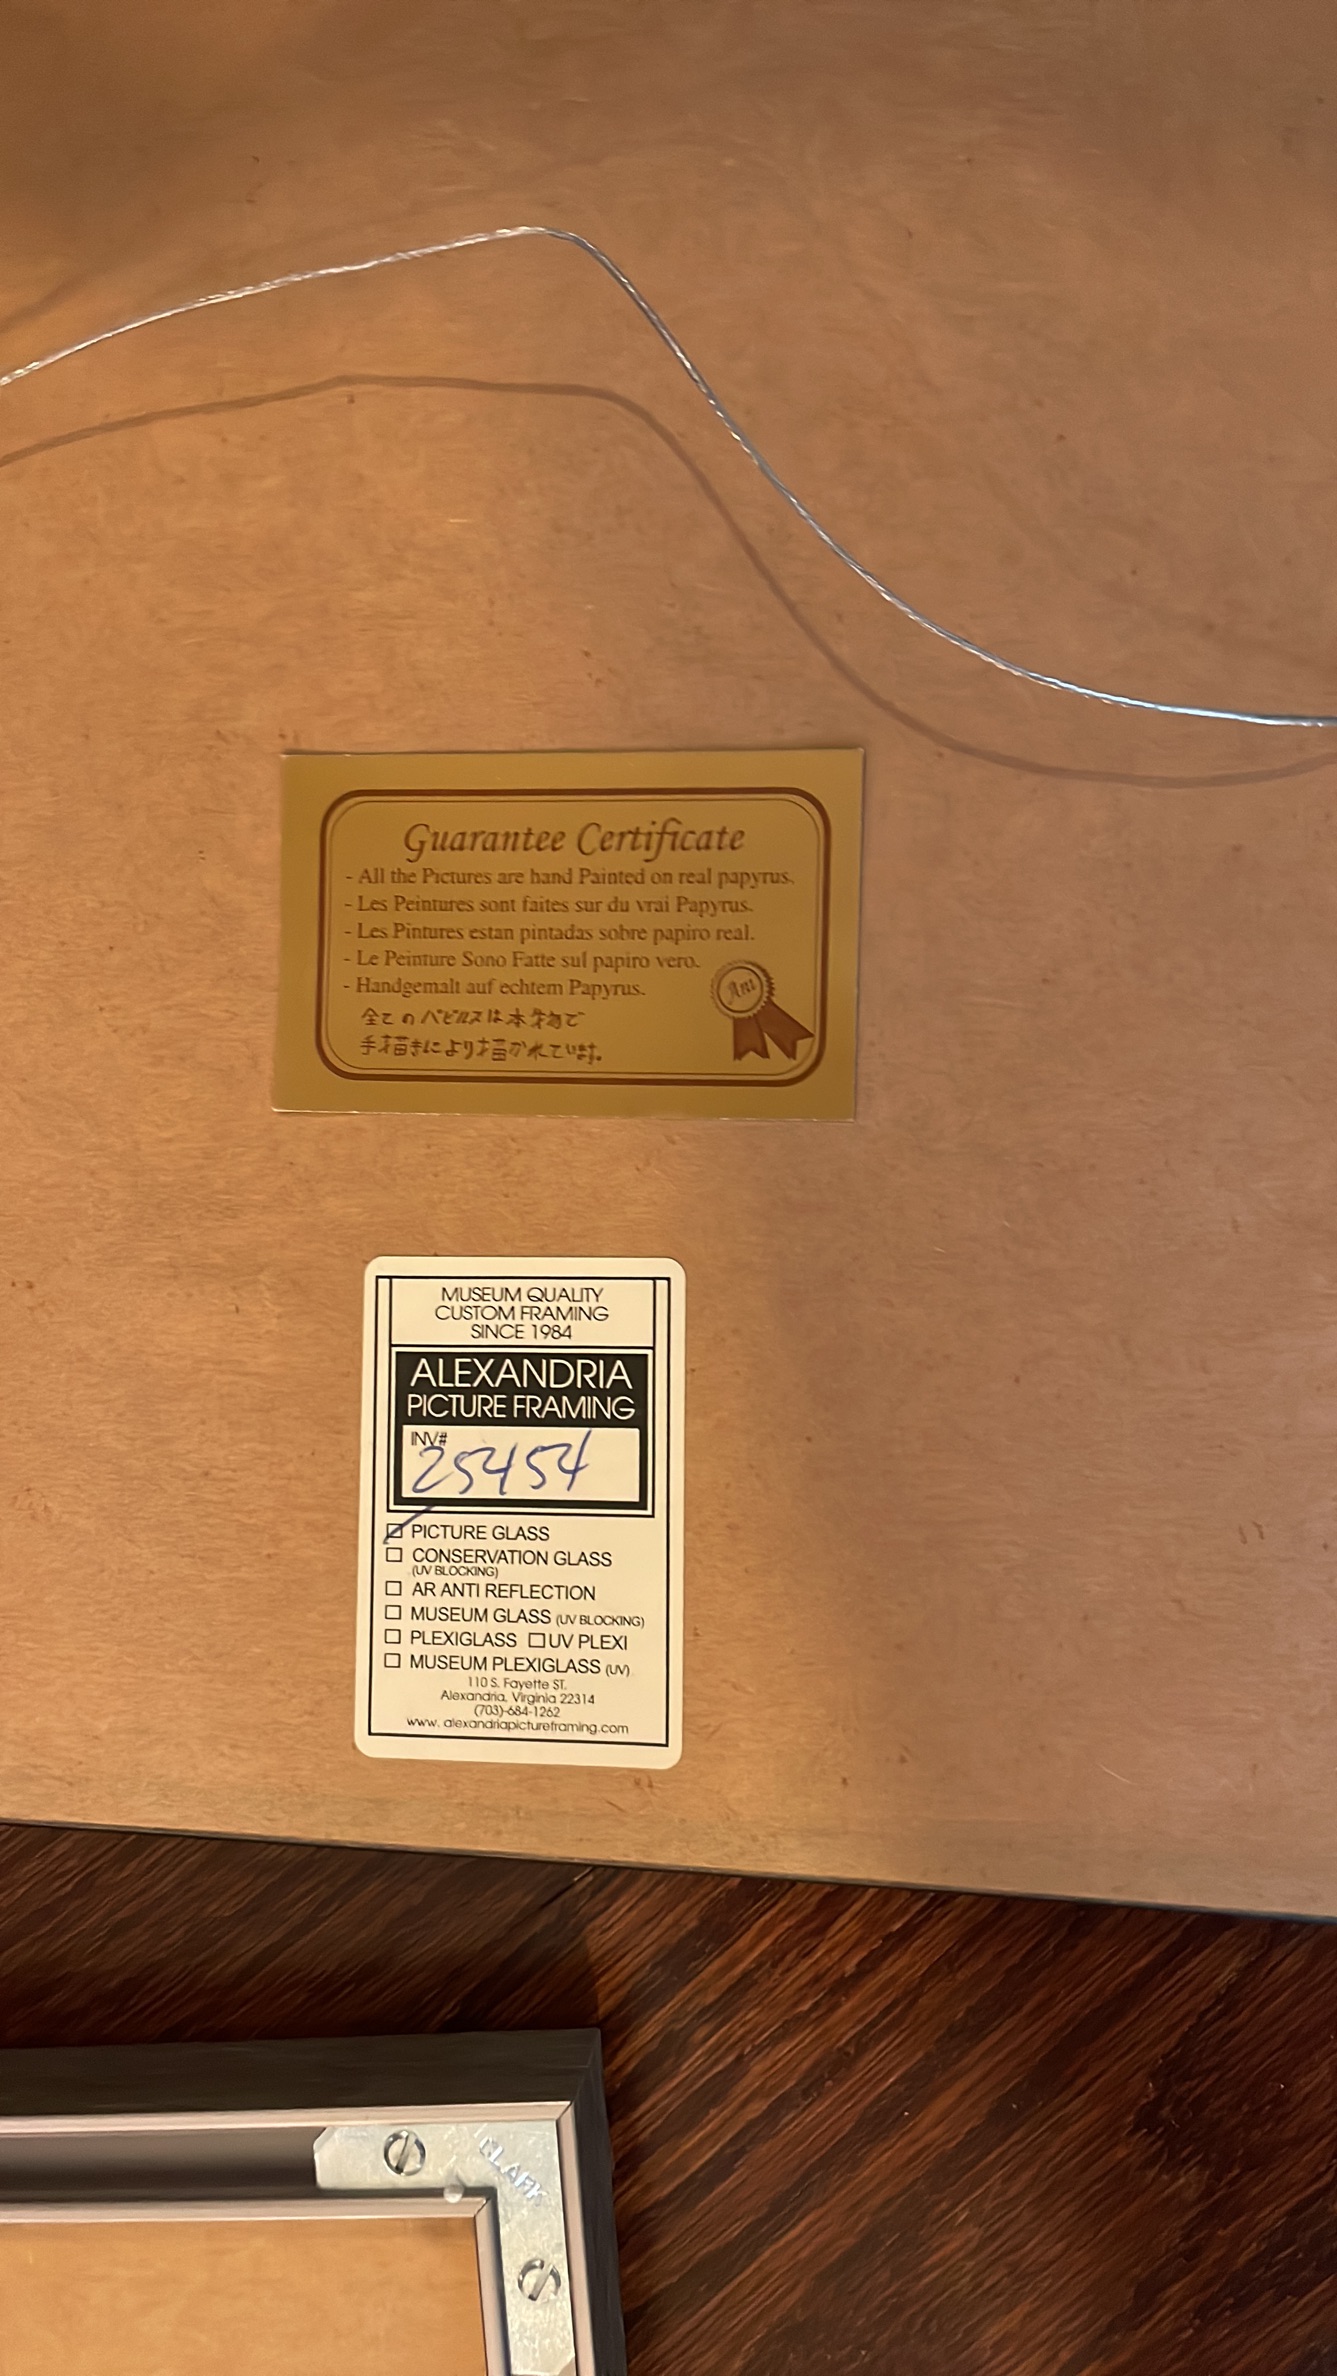 Guarantee Certificate
- All the Pictures are hand Painted on real papyrus.
- Les Peintures sont faites sur du vrai Papyrus.
- Les Pintures estan pintadas sobre papiro real.
- Le Peinture Sono Fatte sul papiro vero.
- Handgemalt auf echtem Papyrus.
Ani
全てのパピルスは本物で
手描きにより描かれています。
MUSEUM QUALITY
CUSTOM FRAMING
SINCE 1984
ALEXANDRIA
PICTURE FRAMING
INV#
25454
PICTURE GLASS
CONSERVATION GLASS
(UV BLOCKING)
AR ANTI REFLECTION
MUSEUM GLASS (UV BLOCKING)
PLEXIGLASS UV PLEXI
MUSEUM PLEXIGLASS (UV)
110 S. Fayette ST.
Alexandria, Virginia 22314
(703)-684-1262
www. alexandriapictureframing.com
CLARK